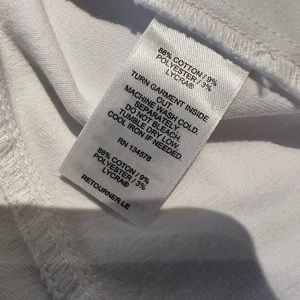 88% COTTON / 9%
POLYESTER / 3%
LYCRA®
TURN GARMENT INSIDE
OUT.
MACHINE WASH COLD.
SEPARATELY.
DO NOT BLEACH.
TUMBLE DRY LOW.
COOL IRON IF NEEDED.
RN 134578
88% COTTON / 9%
POLYESTER / 3%
LYCRA®
RETOURNER LE